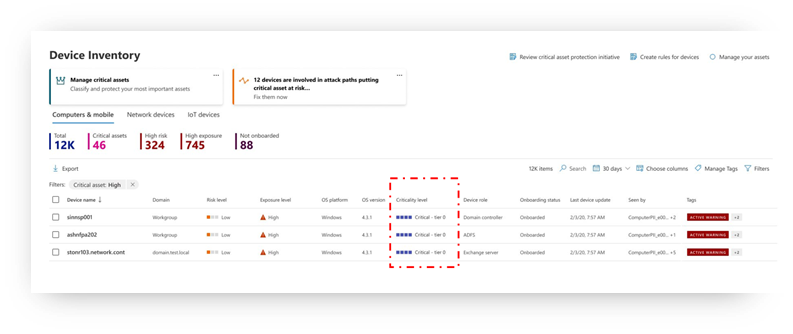 Device Inventory
Review critical asset protection initiative
Create rules for devices
Manage your assets
Manage critical assets
Classify and protect your most important assets
12 devices are involved in attack paths putting
critical asset at risk...
Fix them now
Computers & mobile Network devices IoT devices
Total Critical assets High risk High exposure Not onboarded
12K 46 324 745 88
Export 12K items Search 30 days Choose columns Manage Tags Filters
Filters: Critical asset: High
Device name Domain Risk level Exposure level OS platform OS version Criticality level Device role Onboarding status Last device update Seen by Tags
sinnsp001 Workgroup Low High Windows 4.3.1 Critical - tier 0 Domain controller Onboarded 2/3/20, 7:57 AM +2 ACTIVE WARNING +3
ashnfpa202 Workgroup Low High Windows 4.3.1 Critical - tier 0 ADFS Onboarded 2/3/20, 7:57 AM +1 ACTIVE WARNING +3
stonr103.network.cont domain.test.local Low High Windows 4.3.1 Critical - tier 0 Exchange server Onboarded 2/3/20, 7:57 AM +5 ACTIVE WARNING +3